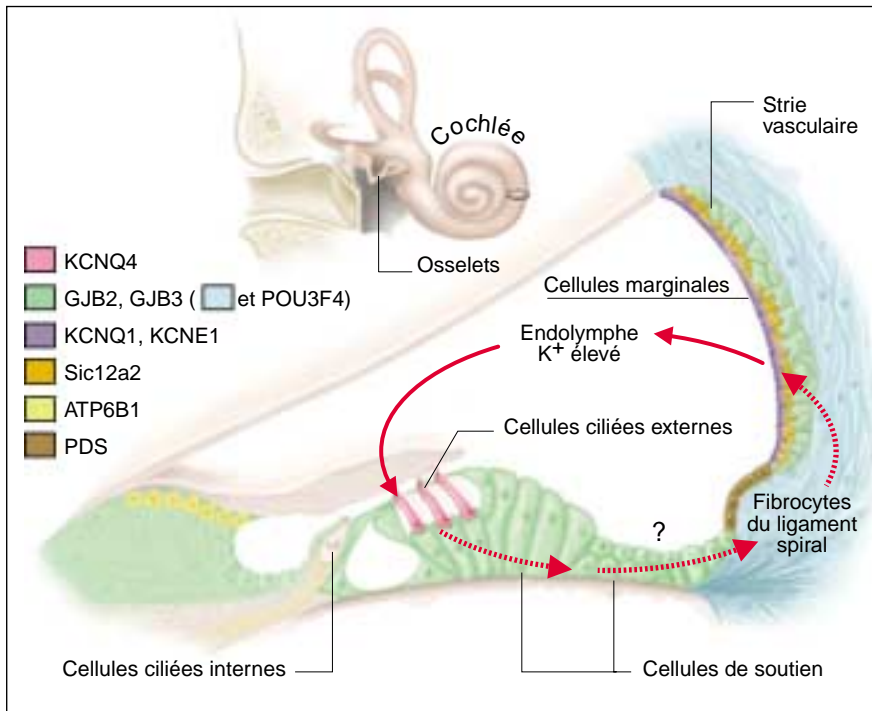 Cochlée
Strie
vasculaire
Osselets
KCNQ4
GJB2, GJB3 ( et POU3F4)
KCNQ1, KCNE1
Sic12a2
ATP6B1
PDS
Cellules marginales
Endolymphe
K+ élevé
Cellules ciliées externes
?
Fibrocytes
du ligament
spiral
Cellules ciliées internes
Cellules de soutien